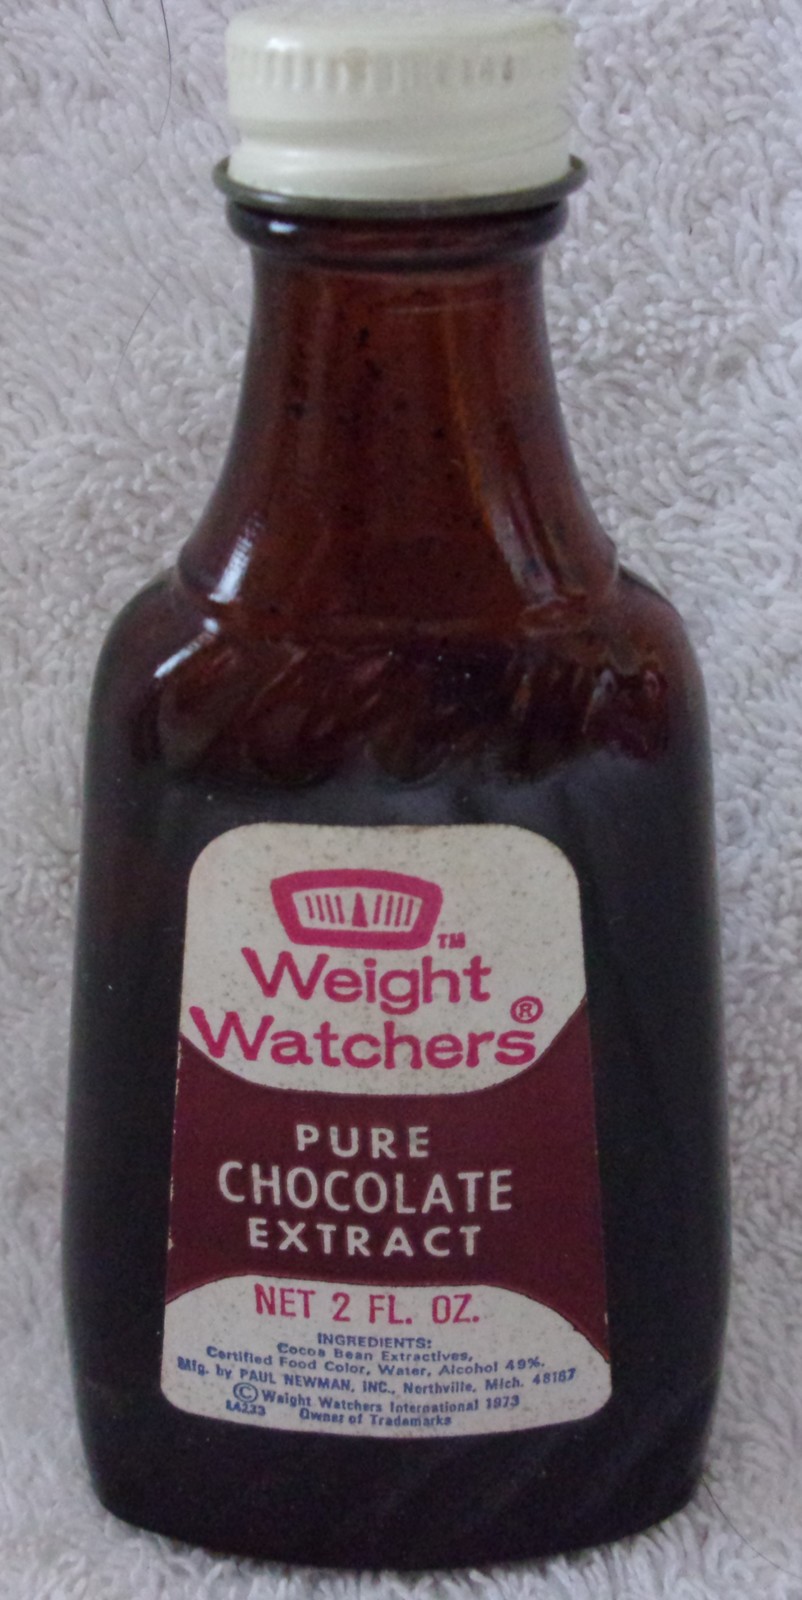 TM
Weight
Watchers®
PURE
CHOCOLATE
EXTRACT
NET 2 FL. OZ.
INGREDIENTS:
Cocoa Bean Extractives,
Certified Food Color, Water, Alcohol 49%.
Mfg. by PAUL NEWMAN, INC., Northville, Mich. 48167
© Weight Watchers International 1973
L4223 Owner of Trademarks